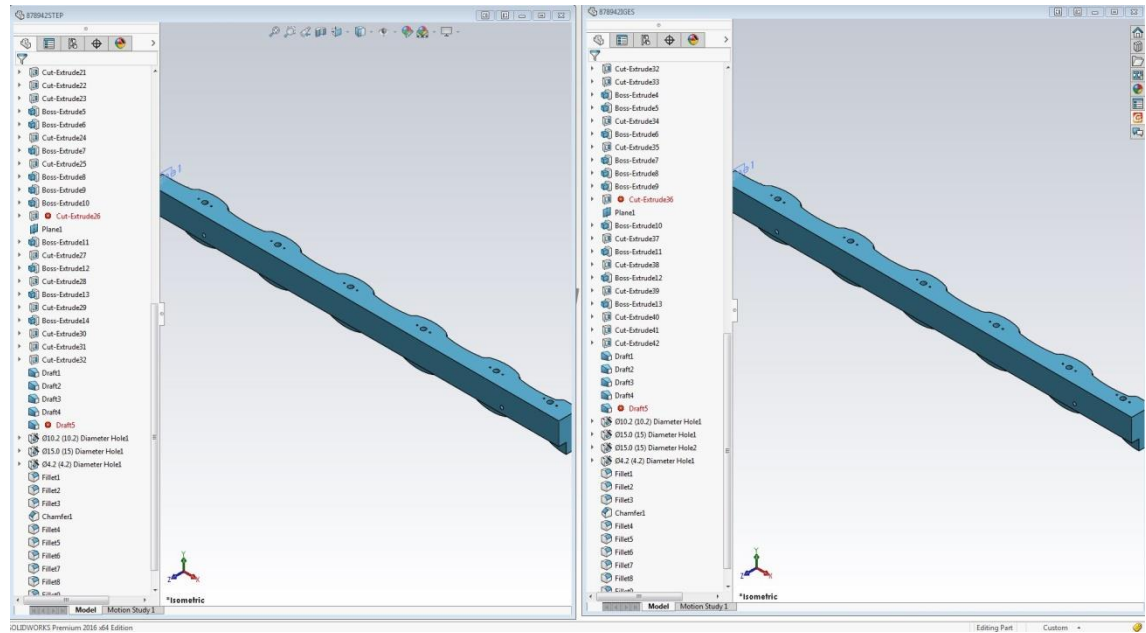 878942STEP
Cut-Extrude21
Cut-Extrude22
Cut-Extrude23
Boss-Extrude5
Boss-Extrude6
Cut-Extrude24
Boss-Extrude7
Cut-Extrude25
Boss-Extrude8
Boss-Extrude9
Boss-Extrude10
Cut-Extrude26
Plane1
Boss-Extrude11
Cut-Extrude27
Boss-Extrude12
Cut-Extrude28
Boss-Extrude13
Cut-Extrude29
Boss-Extrude14
Cut-Extrude30
Cut-Extrude31
Cut-Extrude32
Draft1
Draft2
Draft3
Draft4
Draft5
Ø10.2 (10.2) Diameter Hole1
Ø15.0 (15) Diameter Hole1
Ø4.2 (4.2) Diameter Hole1
Fillet1
Fillet2
Fillet3
Chamfer1
Fillet4
Fillet5
Fillet6
Fillet7
Fillet8
Fillet9
Y
Z X
*Isometric
Model Motion Study 1
878942IGES
Cut-Extrude32
Cut-Extrude33
Boss-Extrude4
Boss-Extrude5
Cut-Extrude34
Boss-Extrude6
Cut-Extrude35
Boss-Extrude7
Boss-Extrude8
Boss-Extrude9
Cut-Extrude36
Plane1
Boss-Extrude10
Cut-Extrude37
Boss-Extrude11
Cut-Extrude38
Boss-Extrude12
Cut-Extrude39
Boss-Extrude13
Cut-Extrude40
Cut-Extrude41
Cut-Extrude42
Draft1
Draft2
Draft3
Draft4
Draft5
Ø10.2 (10.2) Diameter Hole1
Ø15.0 (15) Diameter Hole1
Ø15.0 (15) Diameter Hole2
Ø4.2 (4.2) Diameter Hole1
Fillet1
Fillet2
Fillet3
Chamfer1
Fillet4
Fillet5
Fillet6
Fillet7
Fillet8
Fillet9
Y
Z X
*Isometric
Model Motion Study 1
OLIDWORKS Premium 2016 x64 Edition
Editing Part Custom